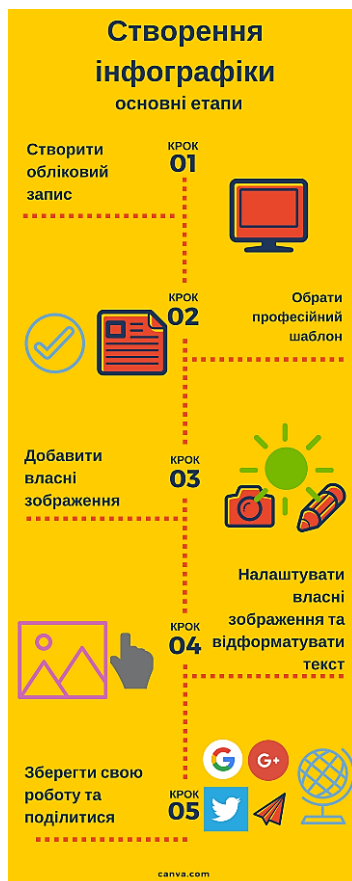 Створення
інфографіки
основні етапи
Створити
обліковий
запис
КРОК
01
КРОК
02
Обрати
професійний
шаблон
Добавити
власні
зображення
КРОК
03
Налаштувати
власні
зображення та
відформатувати
текст
КРОК
04
Зберегти свою
роботу та
поділитися
КРОК
05
G
G+
canva.com